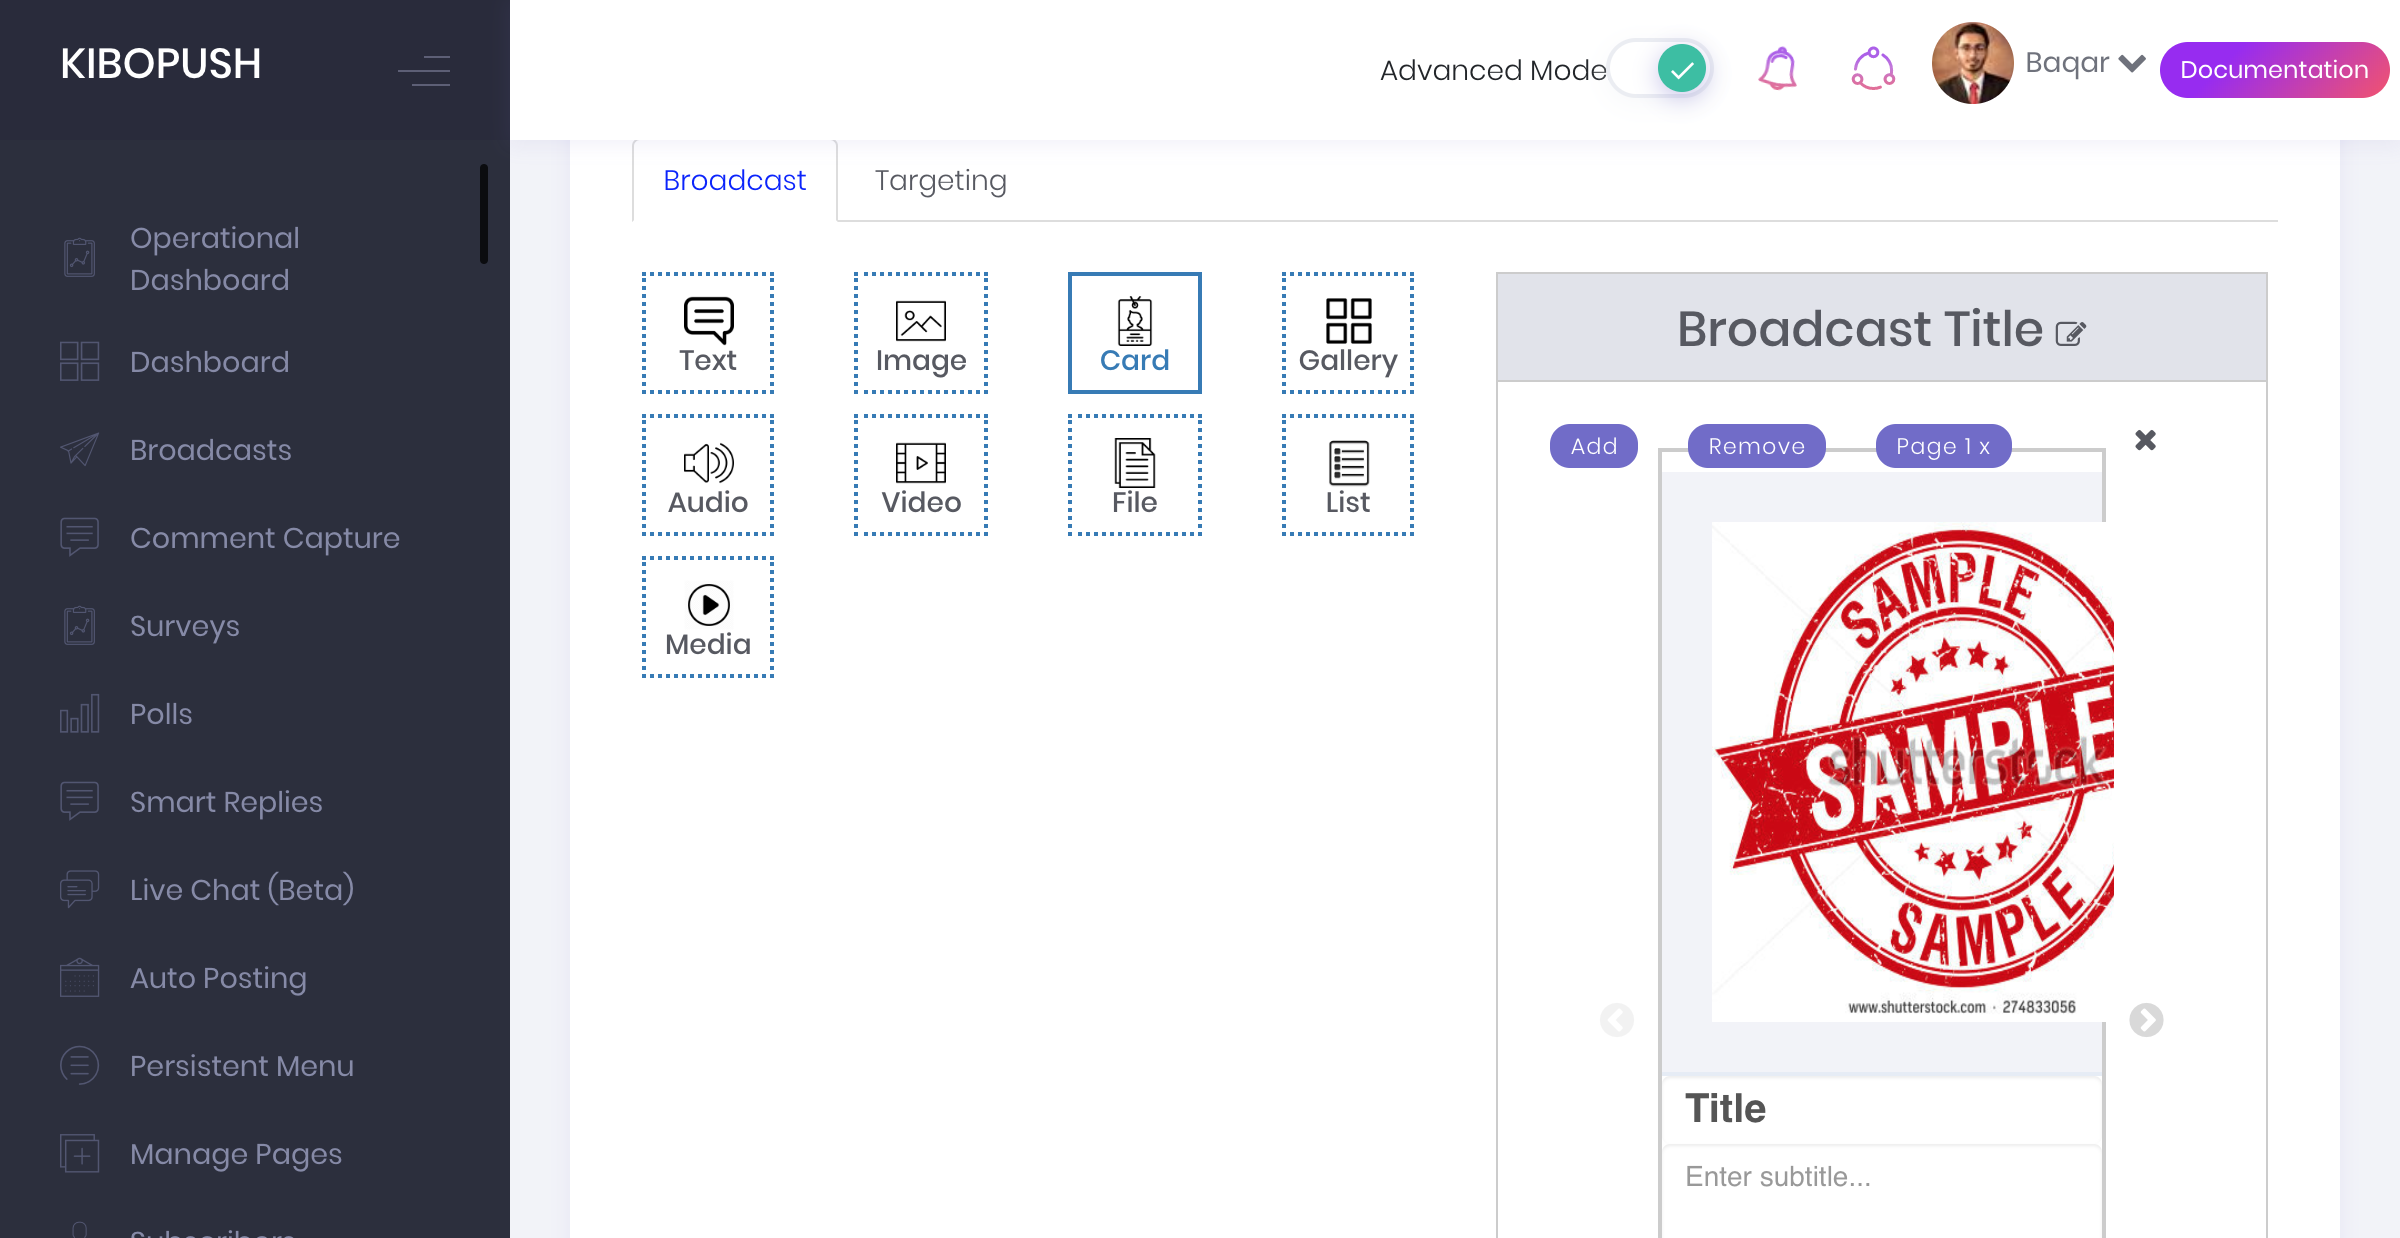 KIBOPUSH
Advanced Mode
Baqar
Documentation
Operational
Dashboard
Dashboard
Broadcasts
Comment Capture
Surveys
Polls
Smart Replies
Live Chat (Beta)
Auto Posting
Persistent Menu
Manage Pages
Subscribers
Broadcast Targeting
Text Image Card Gallery
Audio Video File List
Media
Broadcast Title
Add Remove Page 1 x
SAMPLE
SAMPLE
shutterstock
SAMPLE
www.shutterstock.com · 274833056
Title
Enter subtitle...